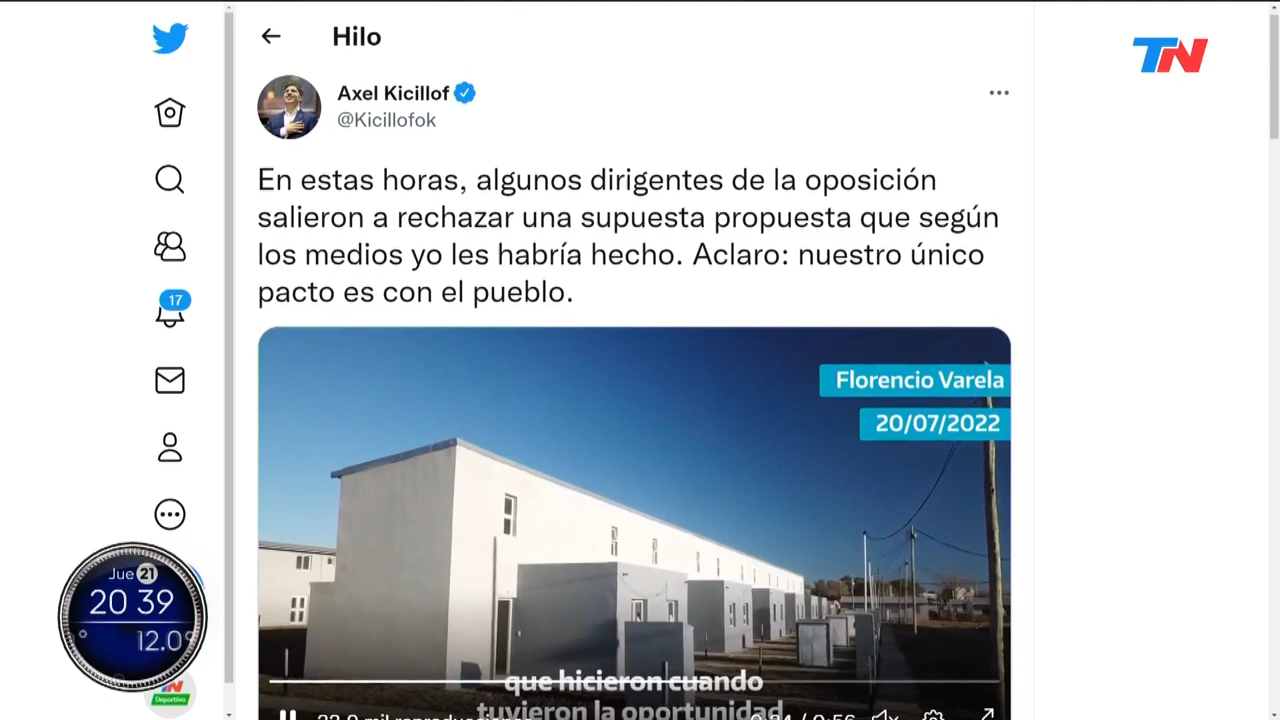 Hilo
TN
Axel Kicillof
@Kicillofok
En estas horas, algunos dirigentes de la oposición
salieron a rechazar una supuesta propuesta que según
los medios yo les habría hecho. Aclaro: nuestro único
pacto es con el pueblo.
17
Florencio Varela
20/07/2022
Jue 21
20 39
12.0°
TN
Deportivo
que hicieron cuando
tuvieron la oportunidad